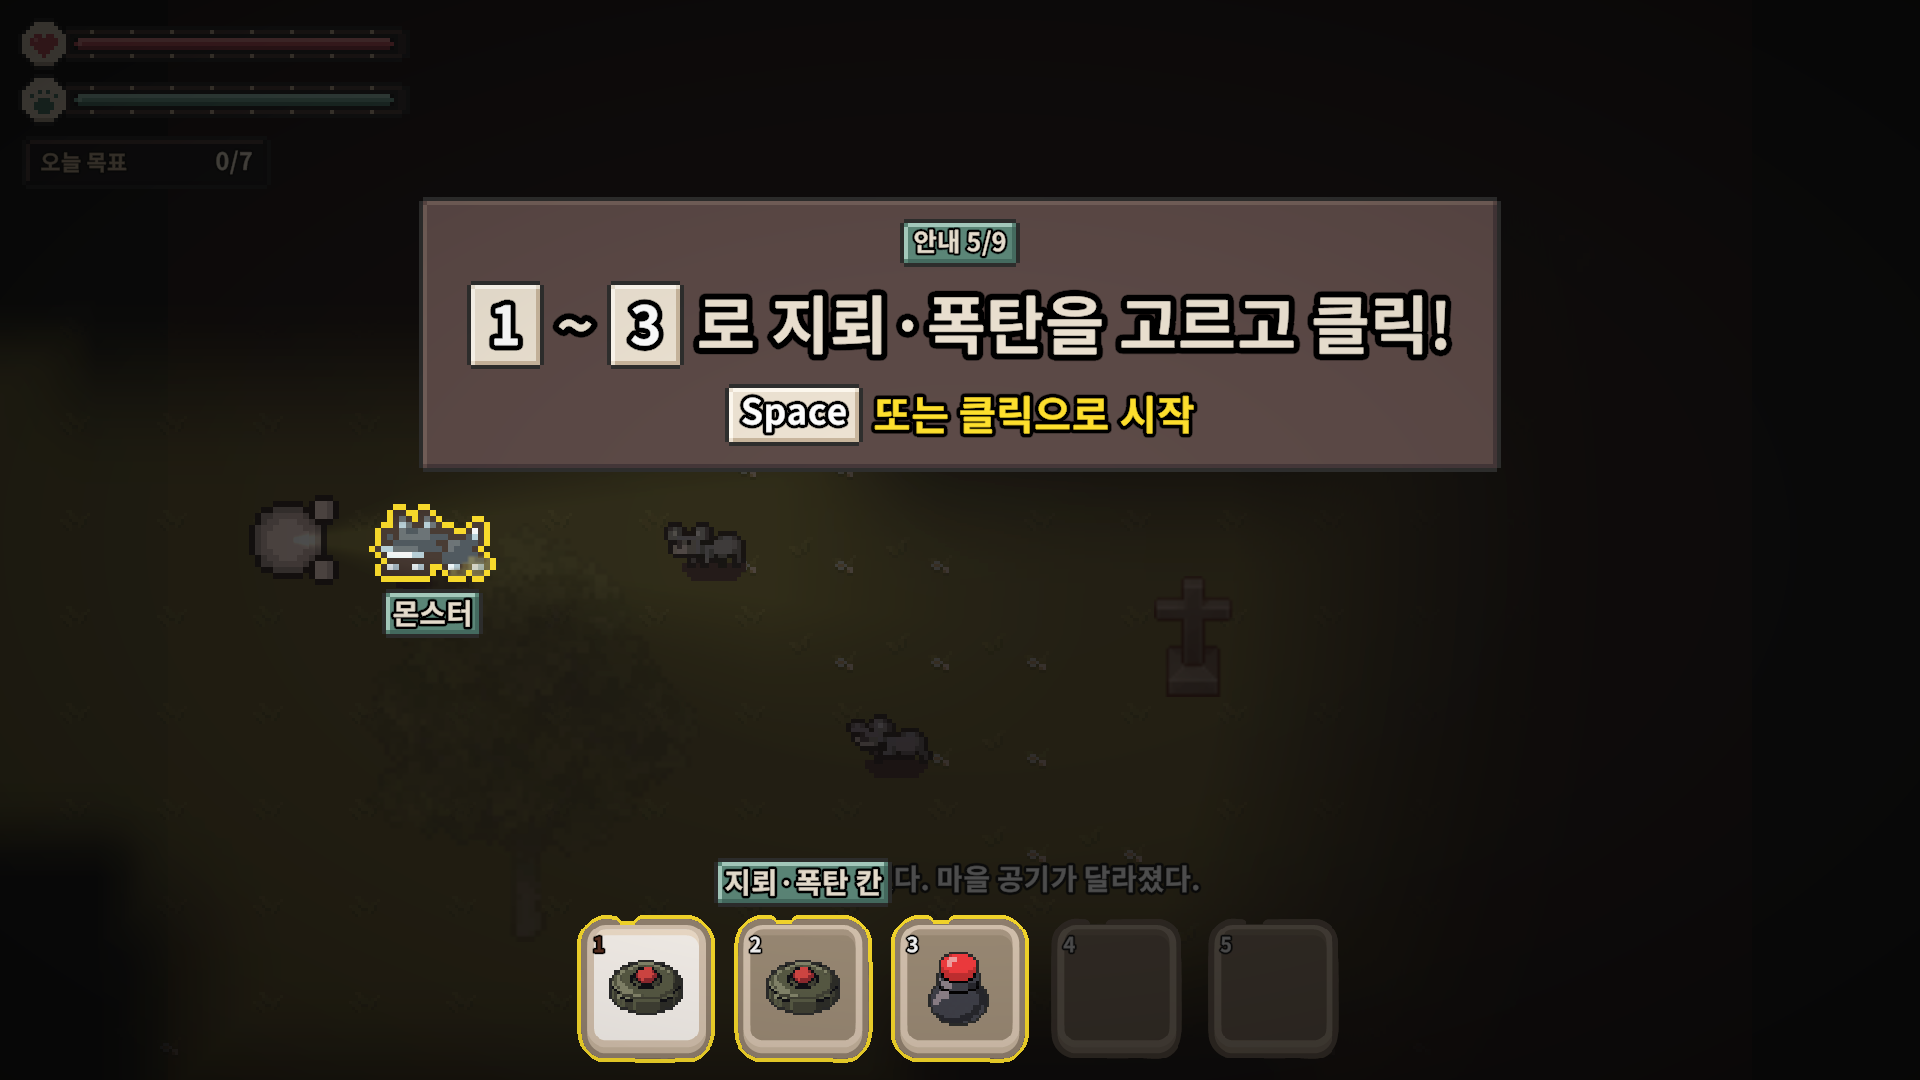 오늘 목표 0/7
안내 5/9
1 ~ 3 로 지뢰·폭탄을 고르고 클릭!
Space 또는 클릭으로 시작
몬스터
지뢰·폭탄 칸 다. 마을 공기가 달라졌다.
1 2 3 4 5